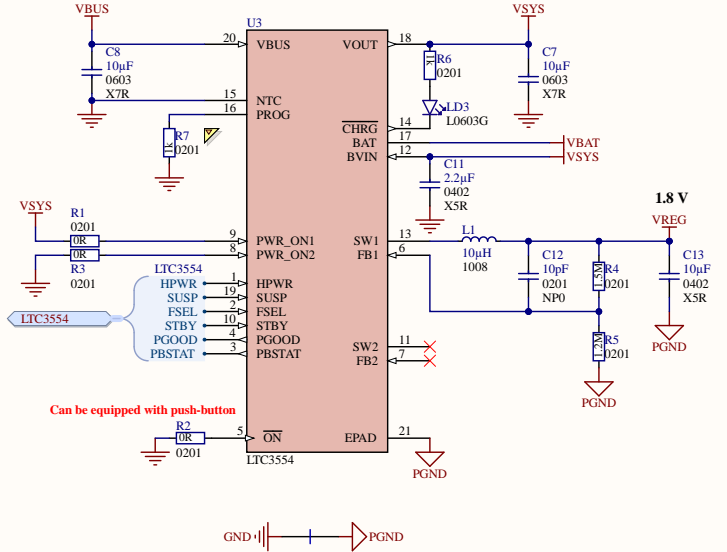 VBUS
VSYS
U3
C8
10µF
0603
X7R
20
VBUS
VOUT
18
R6
1k
0201
C7
10µF
0603
X7R
15
NTC
16
PROG
LD3
L0603G
R7
1k
0201
CHRG
14
BAT
17
VBAT
BVIN
12
VSYS
C11
2.2µF
0402
X5R
1.8 V
VREG
VSYS
R1
0201
0R
9
PWR_ON1
SW1
13
L1
10µH
1008
0R
8
PWR_ON2
FB1
6
R3
0201
C12
10pF
0201
NP0
R4
1.5M
0201
C13
10µF
0402
X5R
LTC3554
HPWR
1
HPWR
SUSP
19
SUSP
FSEL
2
FSEL
LTC3554
STBY
10
STBY
PGOOD
4
PGOOD
PBSTAT
3
PBSTAT
SW2
11
FB2
7
R5
1.2M
0201
PGND
PGND
Can be equipped with push-button
R2
0R
0201
5
ON
EPAD
21
LTC3554
PGND
GND
PGND